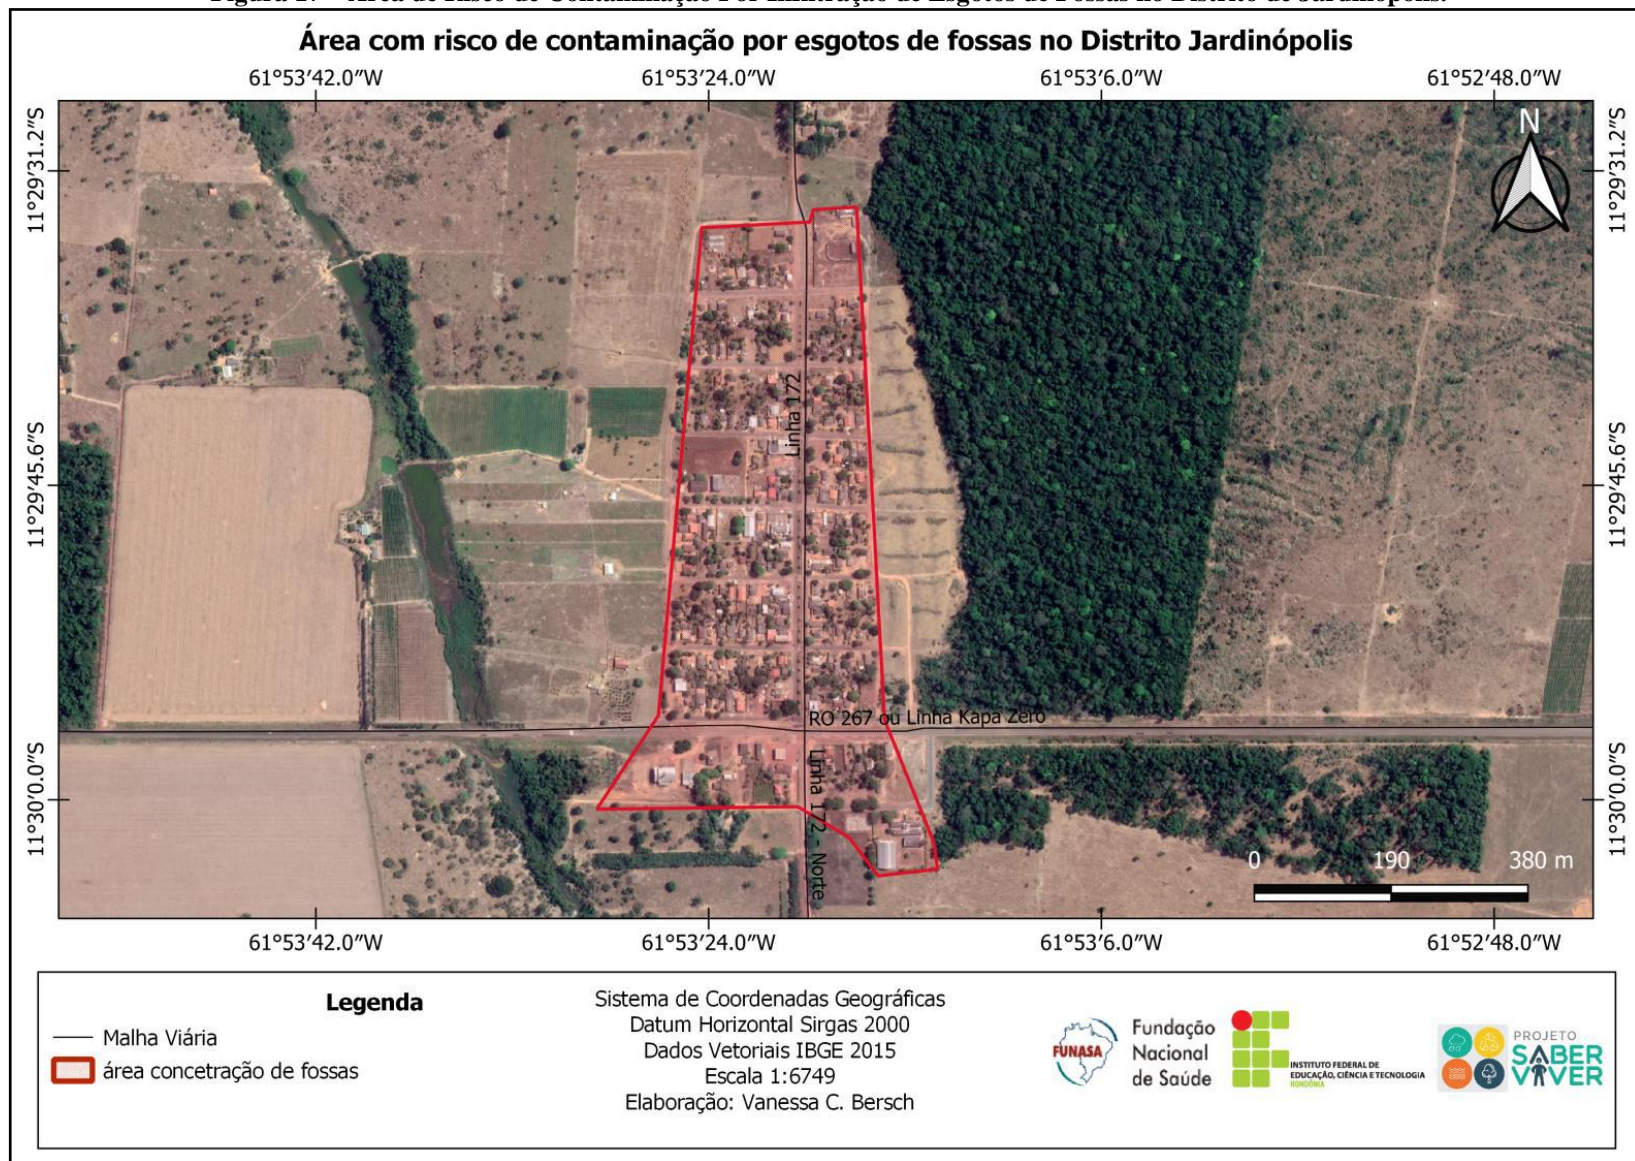 Área com risco de contaminação por esgotos de fossas no Distrito Jardinópolis
61°53′42.0″W 61°53′24.0″W 61°53′6.0″W 61°52′48.0″W
11°29′31.2″S
11°29′31.2″S
N
Linha 172
11°29′45.6″S
11°29′45.6″S
RO 267 ou Linha Kapa Zero
Linha 172 - Norte
11°30′0.0″S
11°30′0.0″S
0 190 380 m
61°53′42.0″W 61°53′24.0″W 61°53′6.0″W 61°52′48.0″W
Legenda
Malha Viária
área concetração de fossas
Sistema de Coordenadas Geográficas
Datum Horizontal Sirgas 2000
Dados Vetoriais IBGE 2015
Escala 1:6749
Elaboração: Vanessa C. Bersch
FUNASA
Fundação
Nacional
de Saúde
INSTITUTO FEDERAL DE
EDUCAÇÃO, CIÊNCIA E TECNOLOGIA
RONDÔNIA
PROJETO
SABER
VIVER